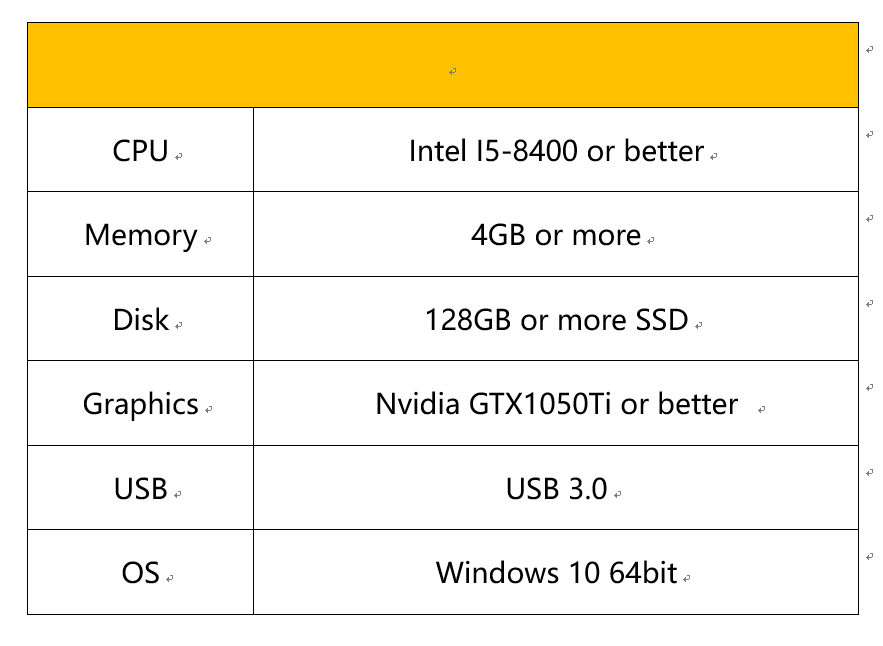 CPU Intel I5-8400 or better
Memory 4GB or more
Disk 128GB or more SSD
Graphics Nvidia GTX1050Ti or better
USB USB 3.0
OS Windows 10 64bit